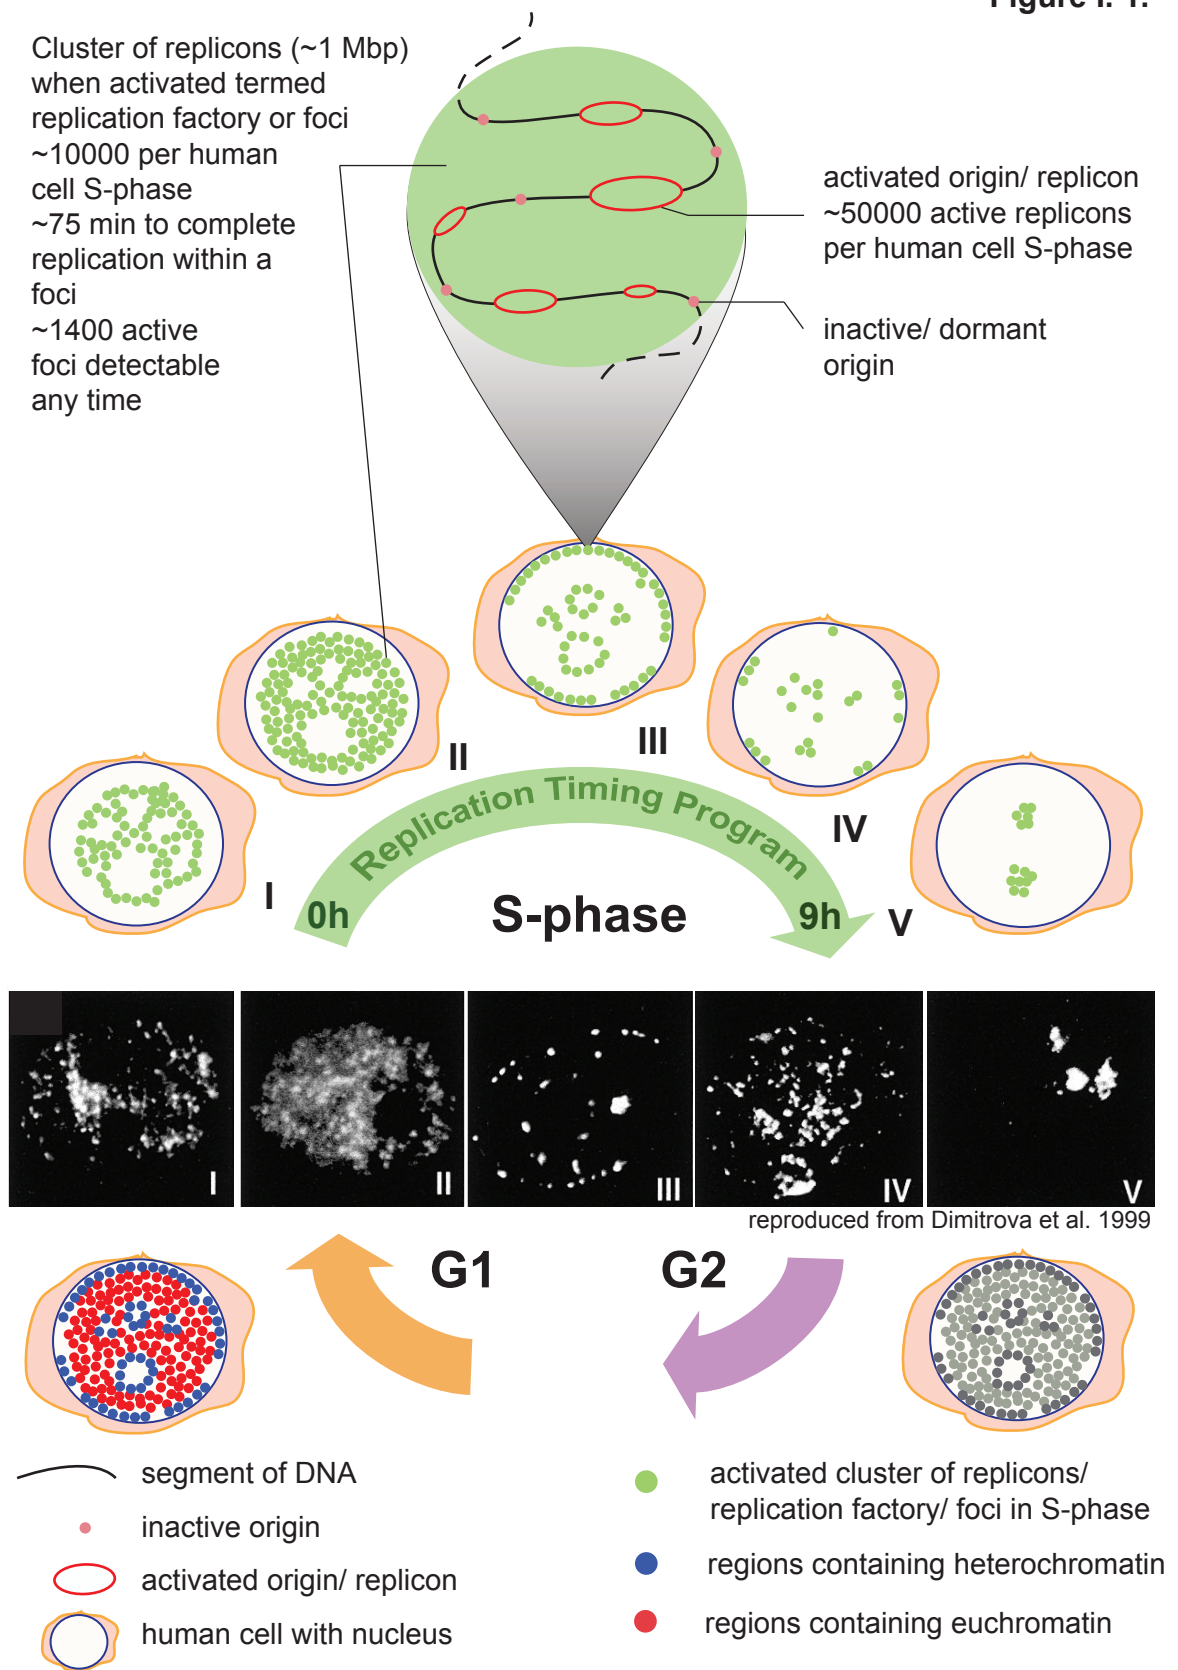 Figure I. 1.
Cluster of replicons (~1 Mbp)
when activated termed
replication factory or foci
~10000 per human
cell S-phase
~75 min to complete
replication within a
foci
~1400 active
foci detectable
any time
activated origin/ replicon
~50000 active replicons
per human cell S-phase
inactive/ dormant
origin
III
II
IV
I
V
Replication Timing Program
0h
S-phase
9h
I
II
III
IV
V
reproduced from Dimitrova et al. 1999
G1
G2
segment of DNA
inactive origin
activated origin/ replicon
human cell with nucleus
activated cluster of replicons/
replication factory/ foci in S-phase
regions containing heterochromatin
regions containing euchromatin